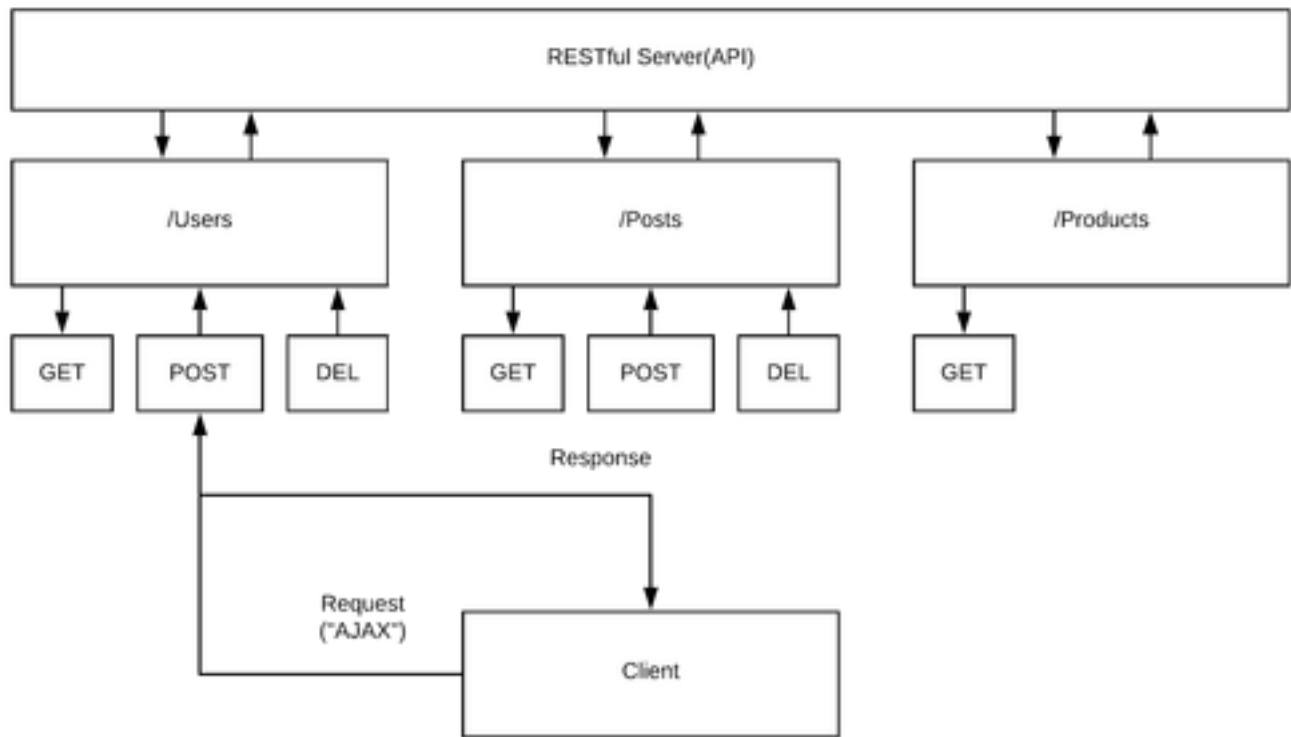 RESTful Server(API)
/Users
/Posts
/Products
GET
POST
DEL
GET
POST
DEL
GET
Response
Request
("AJAX")
Client